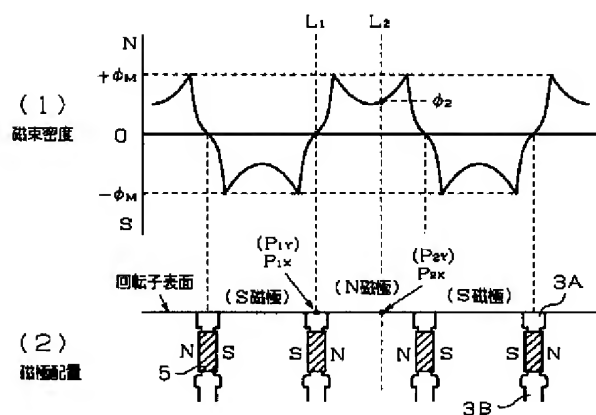 L₁ L₂
N
+φM
(1)
磁束密度
φ₂
0
-φM
S
(P₁Y) (P₂Y)
P₁X P₂X
回転子表面
(S磁極) (N磁極) (S磁極)
3A
(2)
磁極配置
N S S N N S S N
5
3B